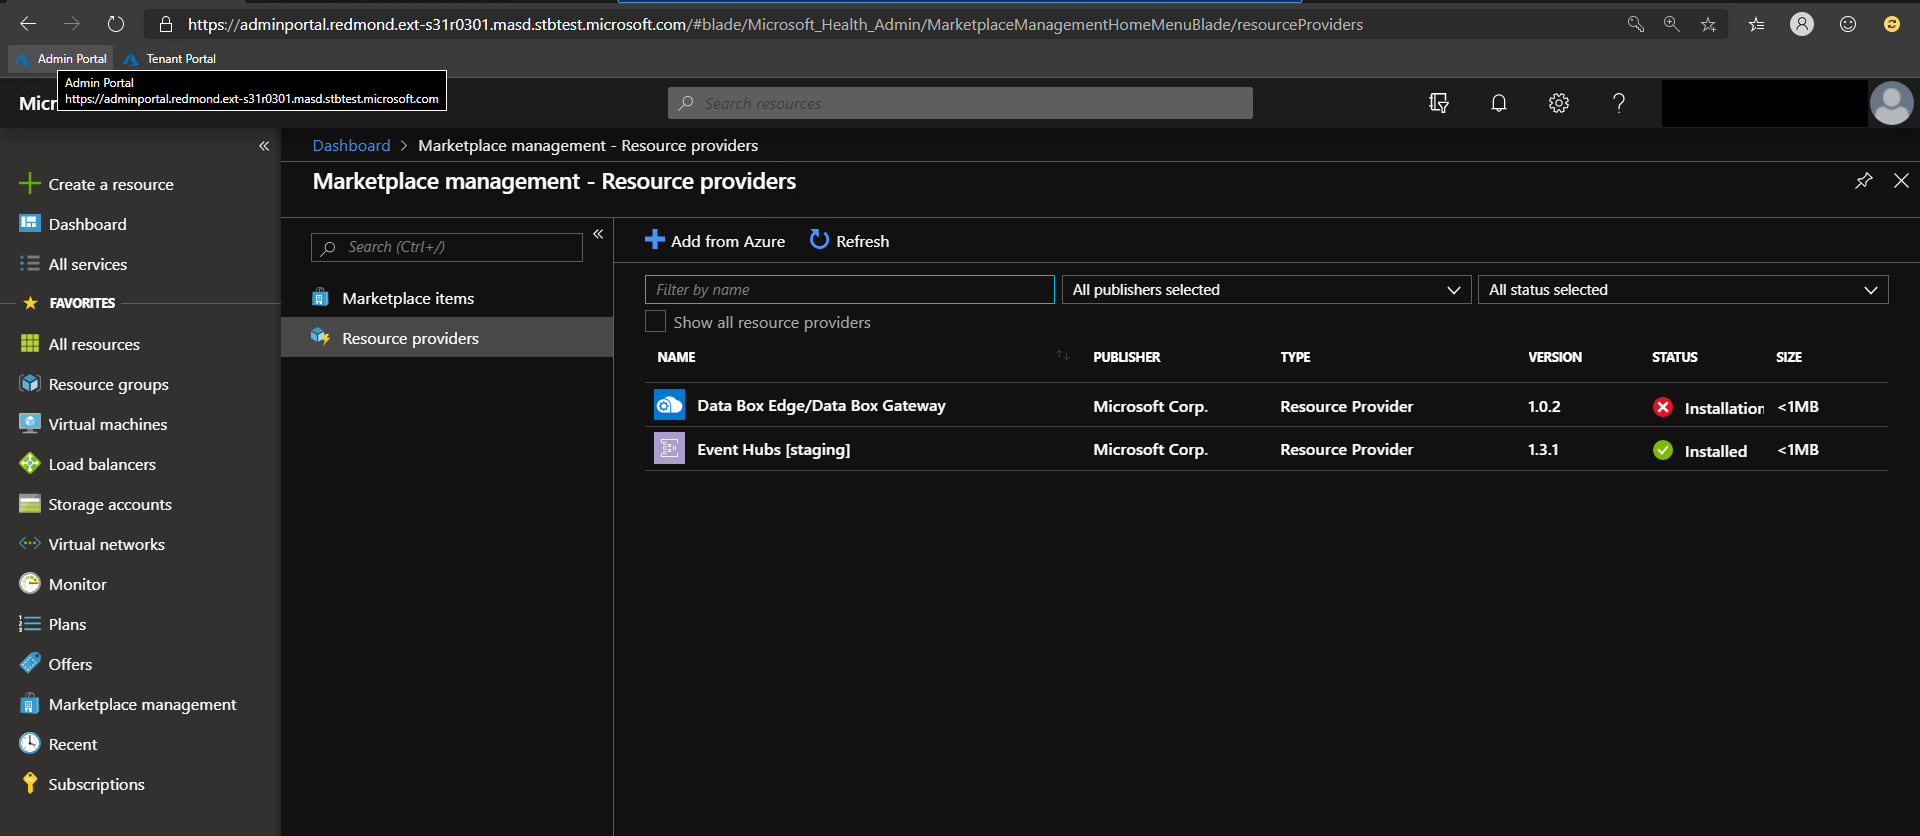 https://adminportal.redmond.ext-s31r0301.masd.stbtest.microsoft.com/#blade/Microsoft_Health_Admin/MarketplaceManagementHomeMenuBlade/resourceProviders
Admin Portal
Tenant Portal
Admin Portal
https://adminportal.redmond.ext-s31r0301.masd.stbtest.microsoft.com
Micr
Search resources
Dashboard > Marketplace management - Resource providers
Marketplace management - Resource providers
Create a resource
Dashboard
All services
FAVORITES
All resources
Resource groups
Virtual machines
Load balancers
Storage accounts
Virtual networks
Monitor
Plans
Offers
Marketplace management
Recent
Subscriptions
Search (Ctrl+/)
Marketplace items
Resource providers
Add from Azure
Refresh
Filter by name
All publishers selected
All status selected
Show all resource providers
NAME PUBLISHER TYPE VERSION STATUS SIZE
Data Box Edge/Data Box Gateway Microsoft Corp. Resource Provider 1.0.2 Installation <1MB
Event Hubs [staging] Microsoft Corp. Resource Provider 1.3.1 Installed <1MB